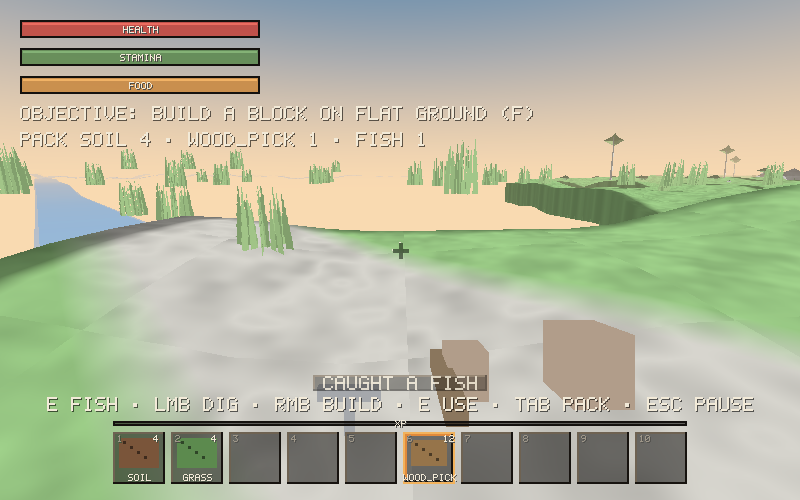 HEALTH
STAMINA
FOOD
OBJECTIVE: BUILD A BLOCK ON FLAT GROUND (F)
PACK SOIL 4 · WOOD_PICK 1 · FISH 1
CAUGHT A FISH
E FISH · LMB DIG · RMB BUILD · E USE · TAB PACK · ESC PAUSE
XP
1 4 2 4 3 4 5 6 12 7 8 9 10
SOIL GRASS WOOD_PICK